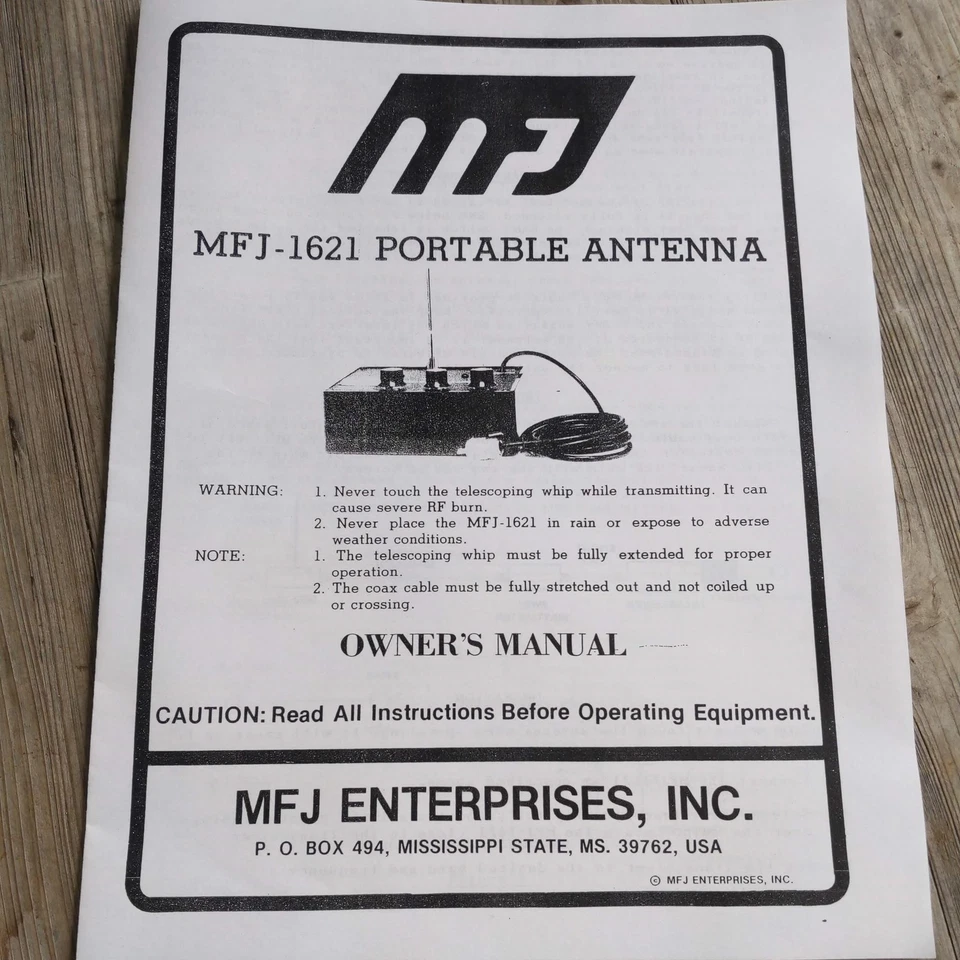 MFJ
MFJ-1621 PORTABLE ANTENNA
WARNING: 1. Never touch the telescoping whip while transmitting. It can
cause severe RF burn.
2. Never place the MFJ-1621 in rain or expose to adverse
weather conditions.
NOTE: 1. The telescoping whip must be fully extended for proper
operation.
2. The coax cable must be fully stretched out and not coiled up
or crossing.
OWNER'S MANUAL
CAUTION: Read All Instructions Before Operating Equipment.
MFJ ENTERPRISES, INC.
P. O. BOX 494, MISSISSIPPI STATE, MS. 39762, USA
© MFJ ENTERPRISES, INC.